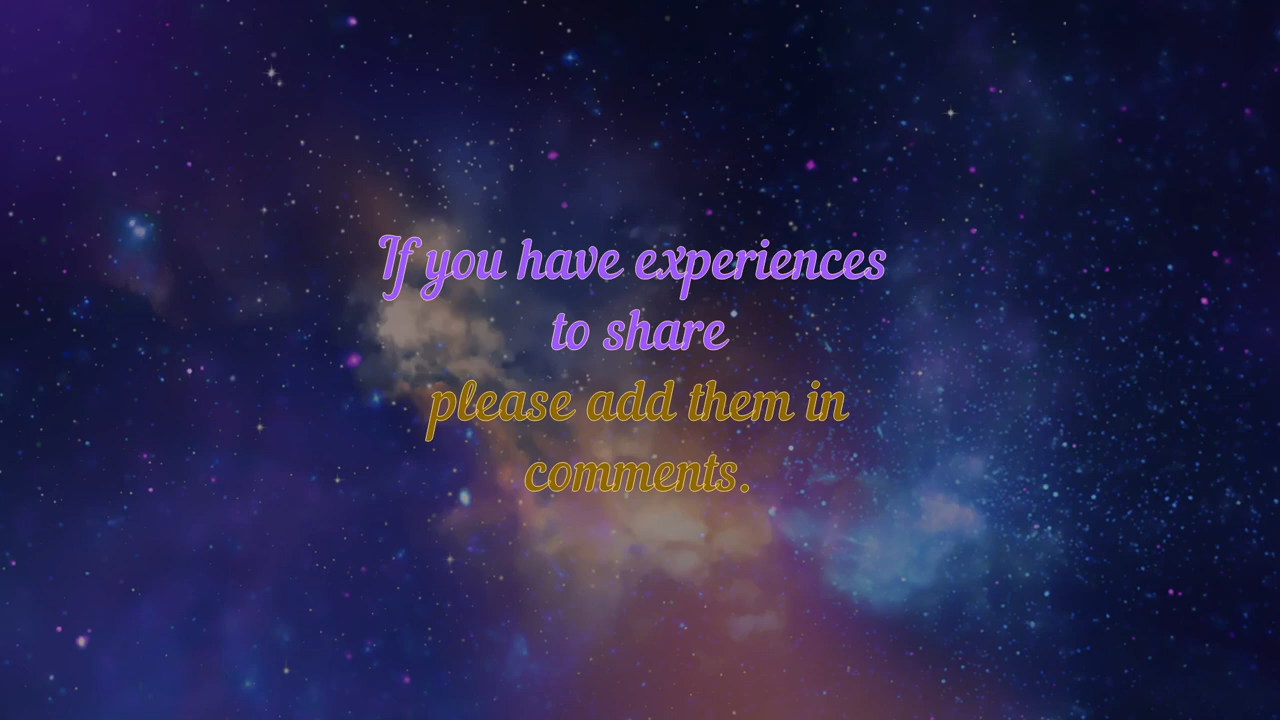 If you have experiences
to share
please add them in
comments.